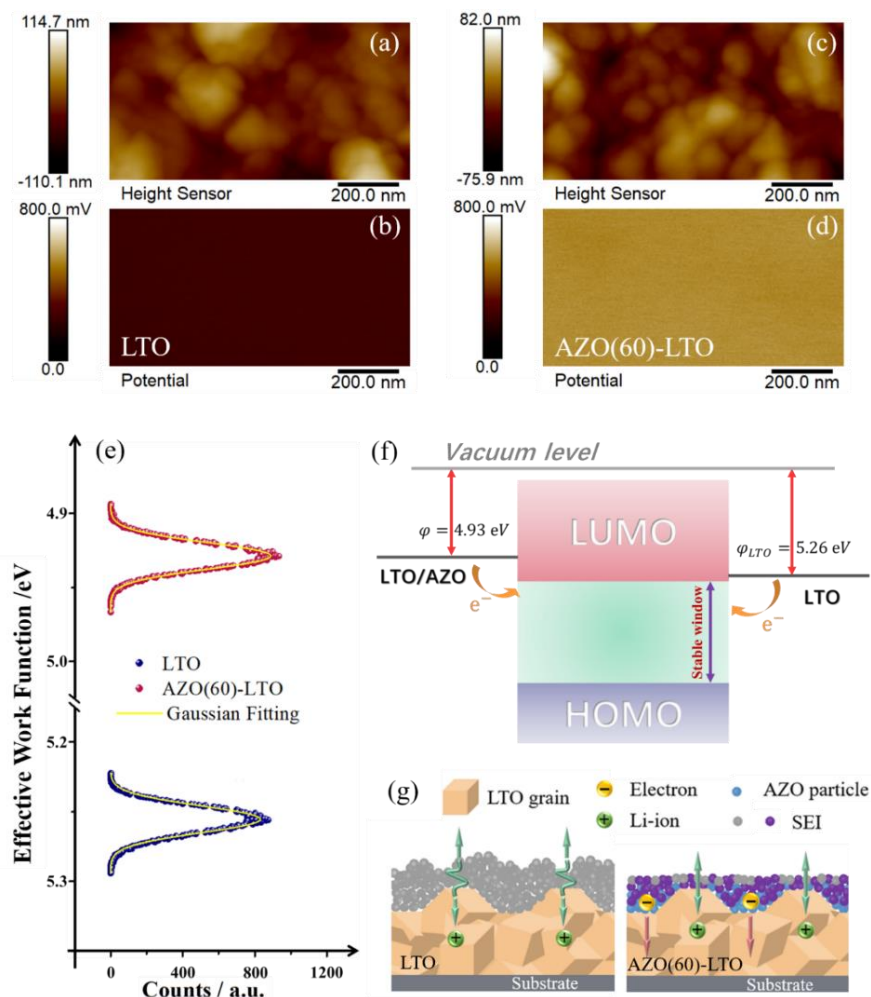 114.7 nm
(a)
-110.1 nm
Height Sensor
200.0 nm
82.0 nm
(c)
-75.9 nm
Height Sensor
200.0 nm
800.0 mV
(b)
LTO
0.0
Potential
200.0 nm
800.0 mV
(d)
AZO(60)-LTO
0.0
Potential
200.0 nm
(e)
Effective Work Function /eV
4.9
5.0
5.2
5.3
LTO
AZO(60)-LTO
Gaussian Fitting
0
400
800
1200
Counts / a.u.
(f)
Vacuum level
φ = 4.93 eV
LUMO
φLTO = 5.26 eV
LTO/AZO
e−
LTO
e−
Stable window
HOMO
(g)
LTO grain
Electron
AZO particle
Li-ion
SEI
LTO
Substrate
AZO(60)-LTO
Substrate